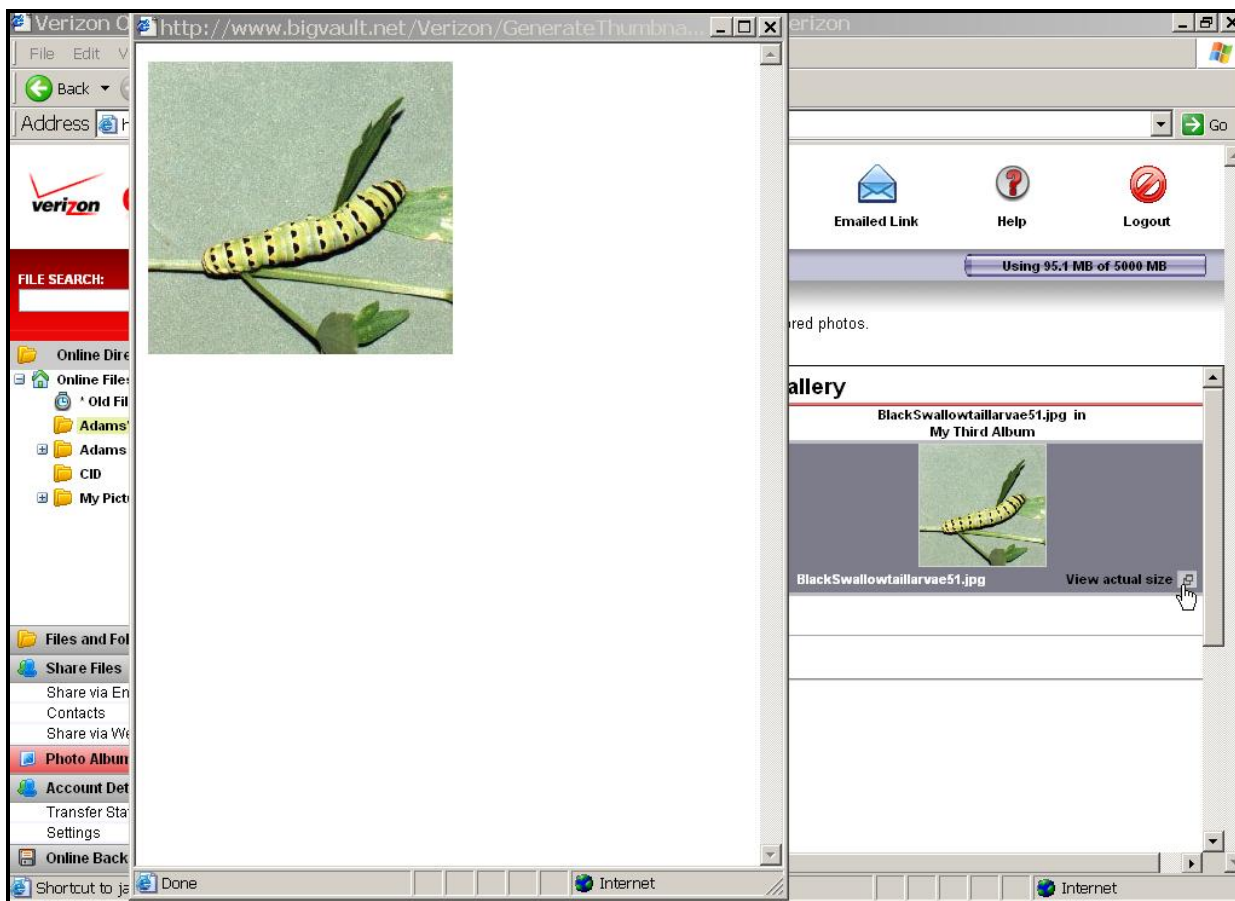 Verizon O
http://www.bigvault.net/Verizon/GenerateThumbna...
erizon
File Edit V
Back
Address
Go
verizon
Emailed Link
Help
Logout
FILE SEARCH:
Using 95.1 MB of 5000 MB
ored photos.
Online Dire
Online Files
* Old Fil
Adams'
Adams
CID
My Pict
allery
BlackSwallowtaillarvae51.jpg in
My Third Album
BlackSwallowtaillarvae51.jpg
View actual size
Files and Fol
Share Files
Share via En
Contacts
Share via We
Photo Album
Account Det
Transfer Sta
Settings
Online Back
Shortcut to ja
Done
Internet
Internet